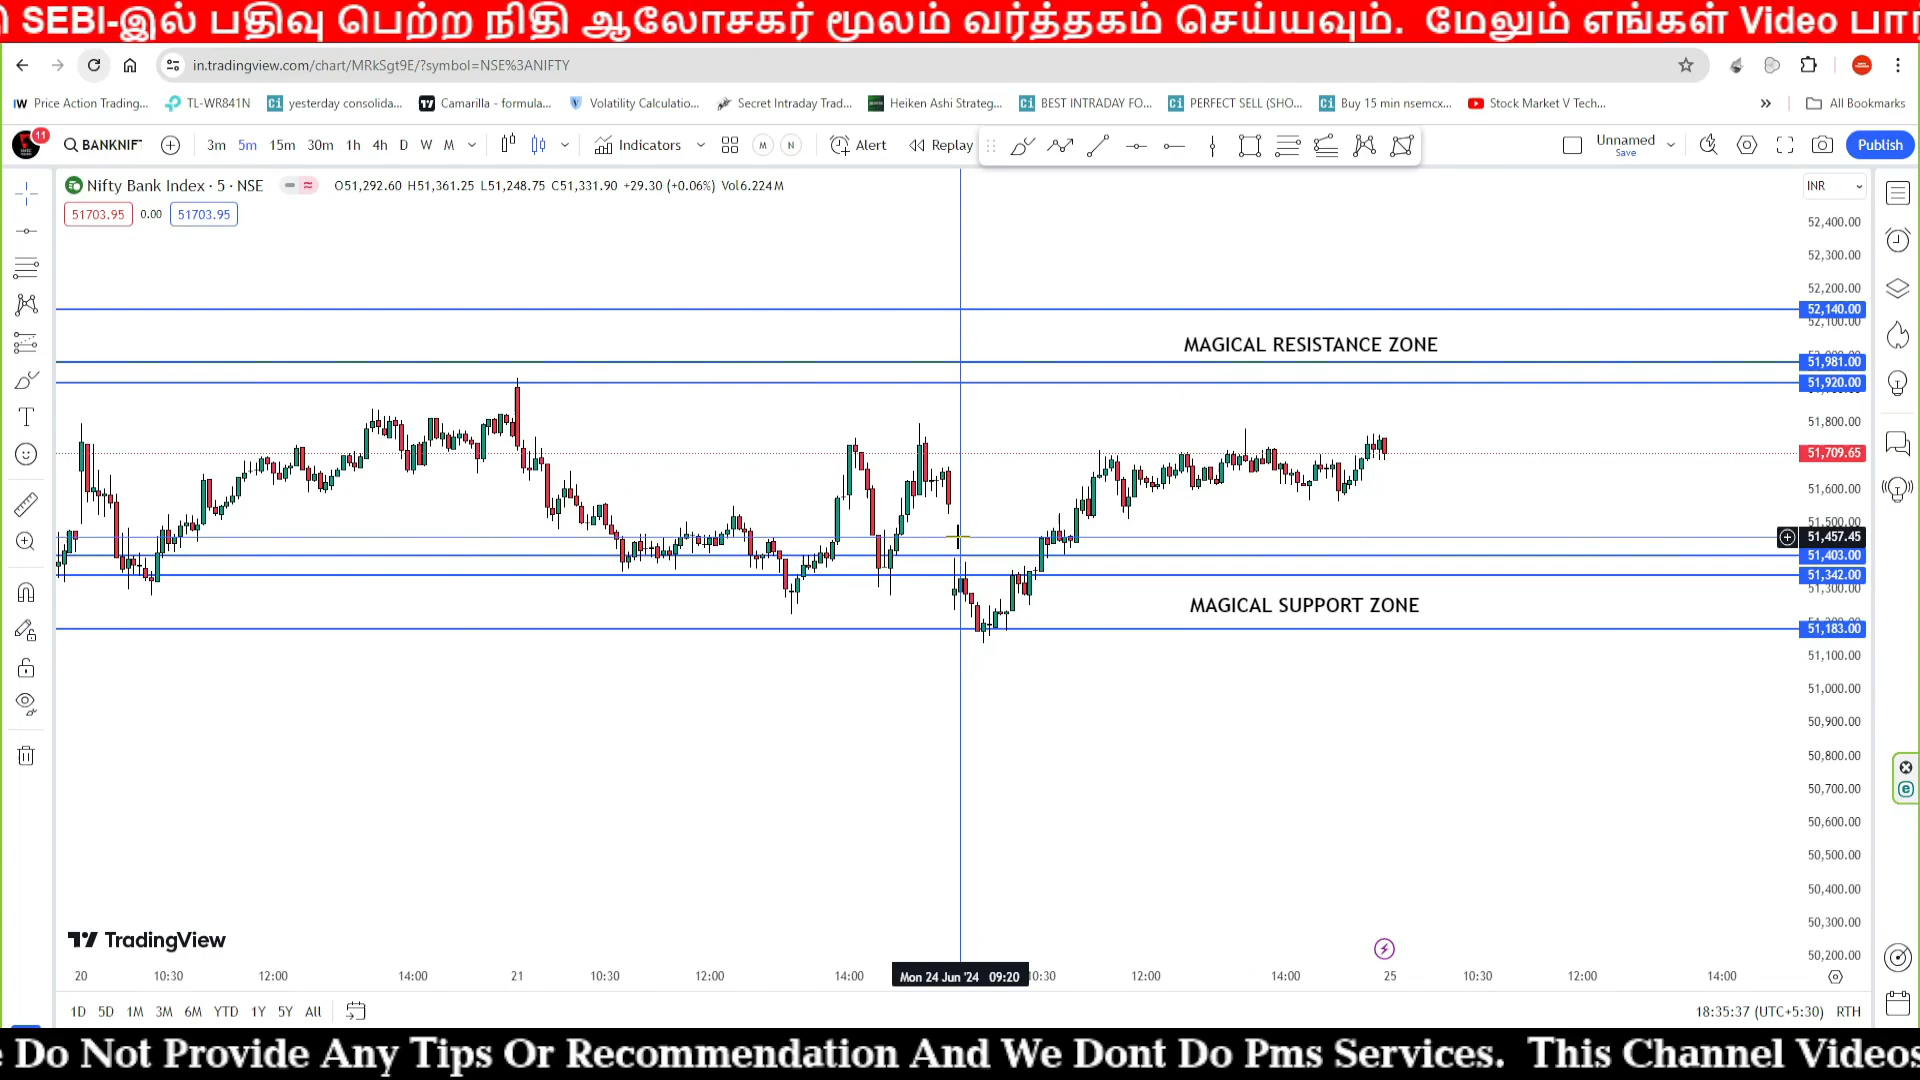 SEBI-இல் பதிவு பெற்ற நிதி ஆலோசகர் மூலம் வர்த்தகம் செய்யவும். மேலும் எங்கள் Video
in.tradingview.com/chart/MRkSgt9E/?symbol=NSE%3ANIFTY
Price Action Trading... TL-WR841N yesterday consolida... Camarilla - formula... Volatility Calculatio... Secret Intraday Trad... Heiken Ashi Strateg... BEST INTRADAY FO... PERFECT SELL (SHO... Buy 15 min nsemcx... Stock Market V Tech... » All Bookmarks
11 BANKNIF 3m 5m 15m 30m 1h 4h D W M Indicators M N Alert Replay Unnamed Save Publish
Nifty Bank Index · 5 · NSE O51,292.60 H51,361.25 L51,248.75 C51,331.90 +29.30 (+0.06%) Vol6.224 M INR
51703.95 0.00 51703.95
52,400.00
52,300.00
52,200.00
52,140.00
52,100.00
MAGICAL RESISTANCE ZONE
51,981.00
51,920.00
51,800.00
51,709.65
51,600.00
51,500.00
51,457.45
51,403.00
51,342.00
51,300.00
MAGICAL SUPPORT ZONE
51,183.00
51,100.00
51,000.00
50,900.00
50,800.00
50,700.00
50,600.00
50,500.00
50,400.00
50,300.00
50,200.00
TradingView
20 10:30 12:00 14:00 21 10:30 12:00 14:00 Mon 24 Jun '24 09:20 10:30 12:00 14:00 25 10:30 12:00 14:00
1D 5D 1M 3M 6M YTD 1Y 5Y All 18:35:37 (UTC+5:30) RTH
Do Not Provide Any Tips Or Recommendation And We Dont Do Pms Services. This Channel Videos